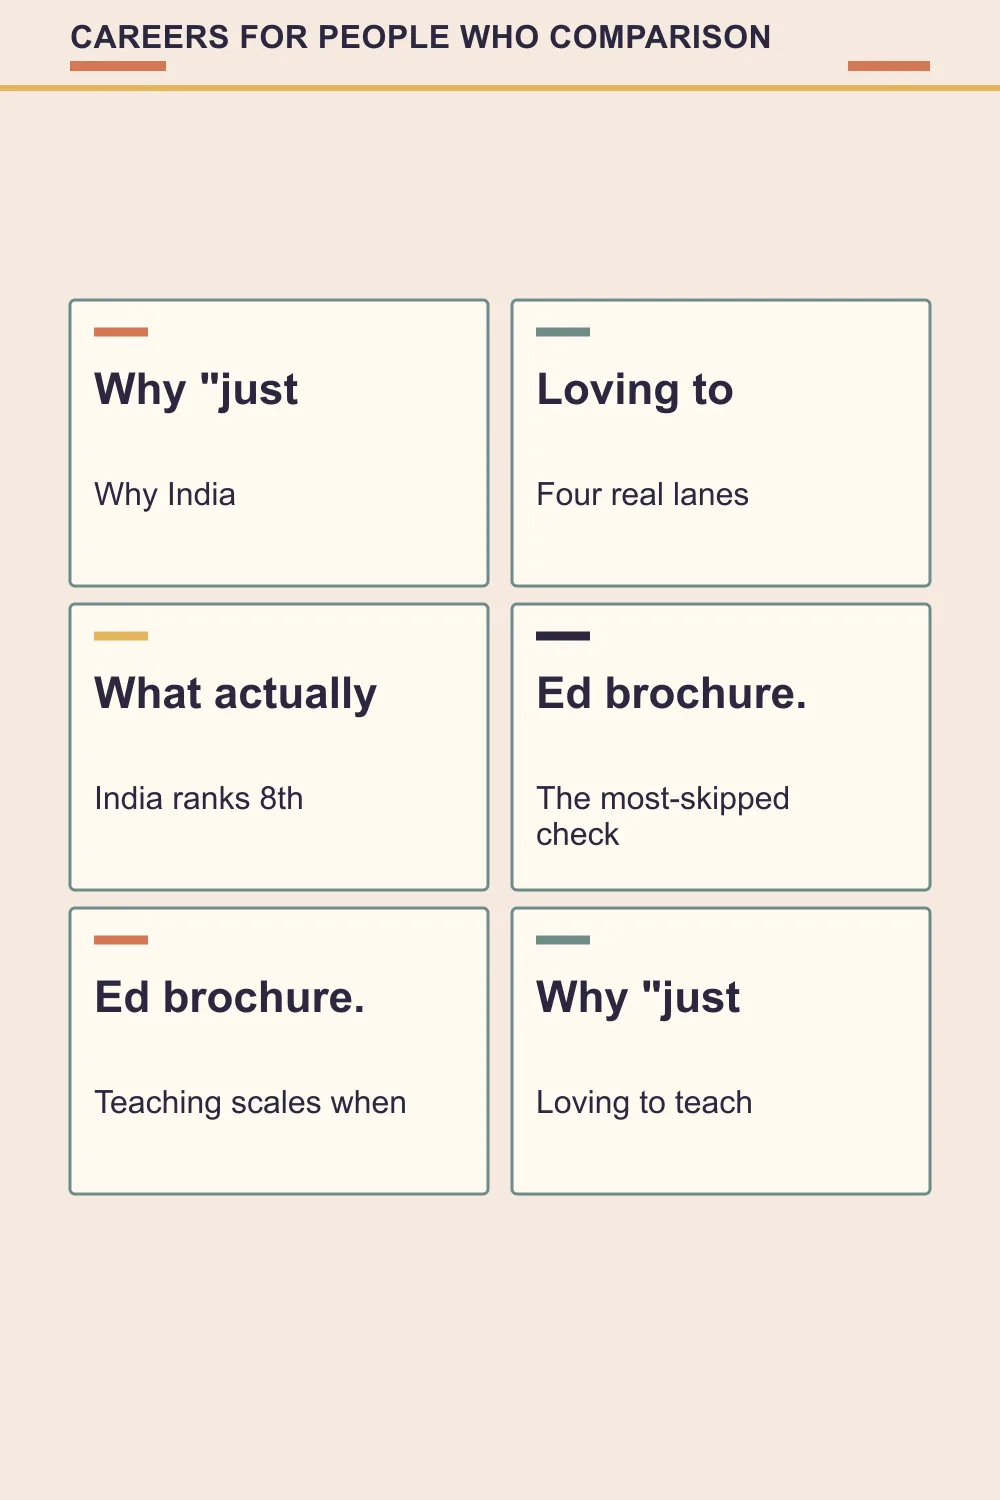 CAREERS FOR PEOPLE WHO COMPARISON
Why "just
Why India
Loving to
Four real lanes
What actually
India ranks 8th
Ed brochure.
The most-skipped
check
Ed brochure.
Teaching scales when
Why "just
Loving to teach